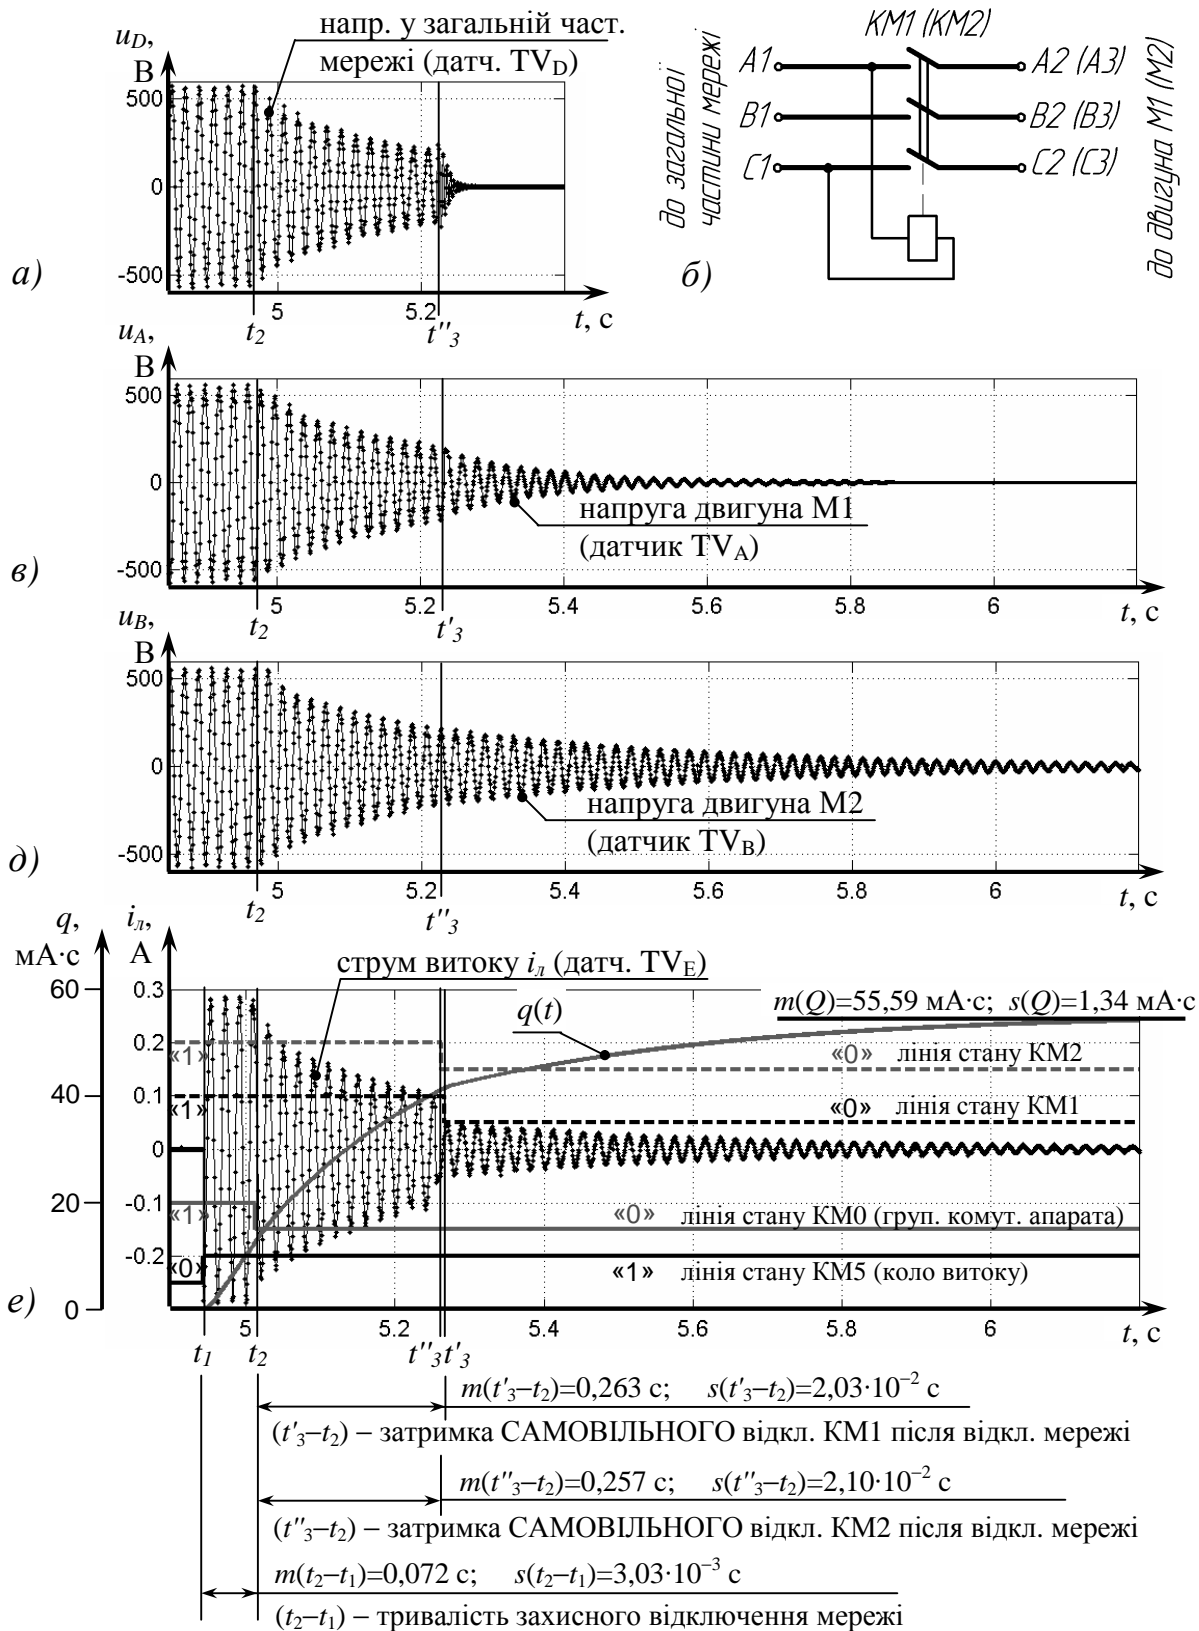 u_D,
В
500
0
-500
5
5.2
t, с
t_2
t''_3
напр. у загальній част.
мережі (датч. TV_D)
а)
KM1 (KM2)
A1
A2 (A3)
B1
B2 (B3)
C1
C2 (C3)
до загальної
частини мережі
до двигуна M1 (M2)
б)
u_A,
В
500
0
-500
напруга двигуна М1
(датчик TV_A)
5
5.2
5.4
5.6
5.8
6
t, с
t_2
t'_3
в)
u_B,
В
500
0
-500
напруга двигуна М2
(датчик TV_B)
5
5.2
5.4
5.6
5.8
6
t, с
t_2
t''_3
д)
q,
мА·с
i_л,
А
60
40
20
0
0.3
0.2
0.1
0
-0.1
-0.2
струм витоку i_л (датч. TV_E)
q(t)
m(Q)=55,59 мА·с; s(Q)=1,34 мА·с
«1»
«0» лінія стану КМ2
«1»
«0» лінія стану КМ1
«1»
«0» лінія стану КМ0 (груп. комут. апарата)
«0»
«1» лінія стану КМ5 (коло витоку)
е)
5
5.2
5.4
5.6
5.8
6
t, с
t_1
t_2
t''_3 t'_3
m(t'_3–t_2)=0,263 с; s(t'_3–t_2)=2,03·10⁻² с
(t'_3–t_2) – затримка САМОВІЛЬНОГО відкл. КМ1 після відкл. мережі
m(t''_3–t_2)=0,257 с; s(t''_3–t_2)=2,10·10⁻² с
(t''_3–t_2) – затримка САМОВІЛЬНОГО відкл. КМ2 після відкл. мережі
m(t_2–t_1)=0,072 с; s(t_2–t_1)=3,03·10⁻³ с
(t_2–t_1) – тривалість захисного відключення мережі